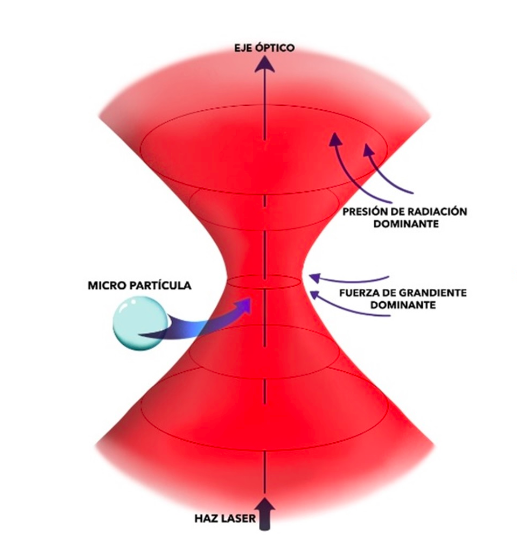 EJE ÓPTICO
PRESIÓN DE RADIACIÓN
DOMINANTE
MICRO PARTÍCULA
FUERZA DE GRANDIENTE
DOMINANTE
HAZ LASER